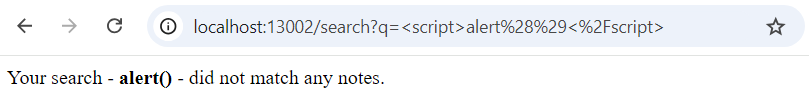 localhost:13002/search?q=<script>alert%28%29<%2Fscript>
Your search - alert() - did not match any notes.